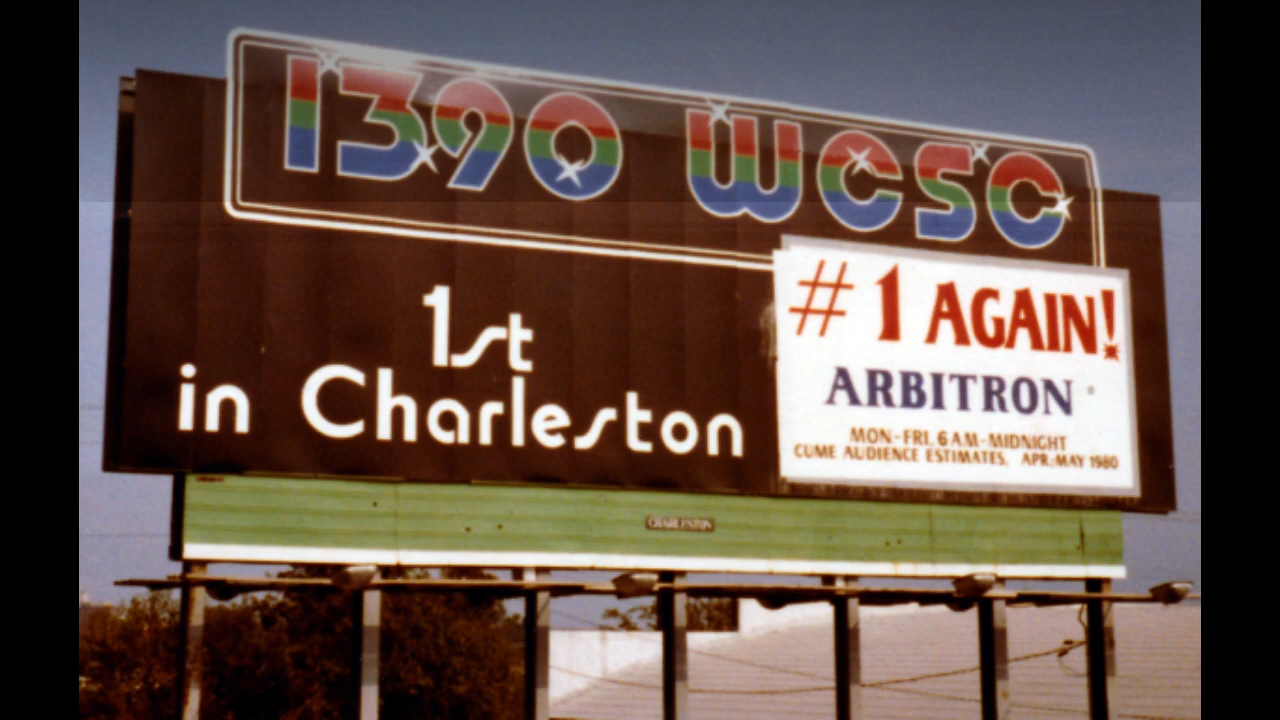 1390 WCSC
1st
in Charleston
# 1 AGAIN!
ARBITRON
MON-FRI. 6 AM-MIDNIGHT
CUME AUDIENCE ESTIMATES, APR.-MAY 1980
CHARLESTON